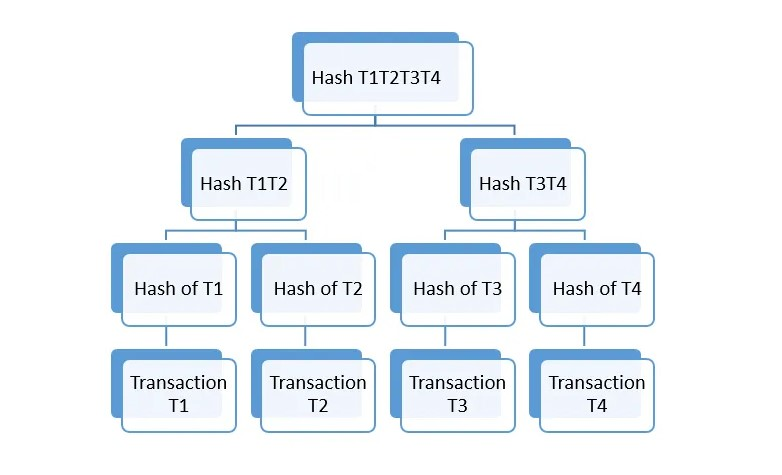 Hash T1T2T3T4
Hash T1T2
Hash T3T4
Hash of T1
Hash of T2
Hash of T3
Hash of T4
Transaction
T1
Transaction
T2
Transaction
T3
Transaction
T4